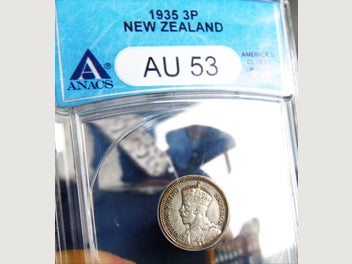 1935 3P
NEW ZEALAND
ANACS
AU 53
AMERICA'S
OLDEST